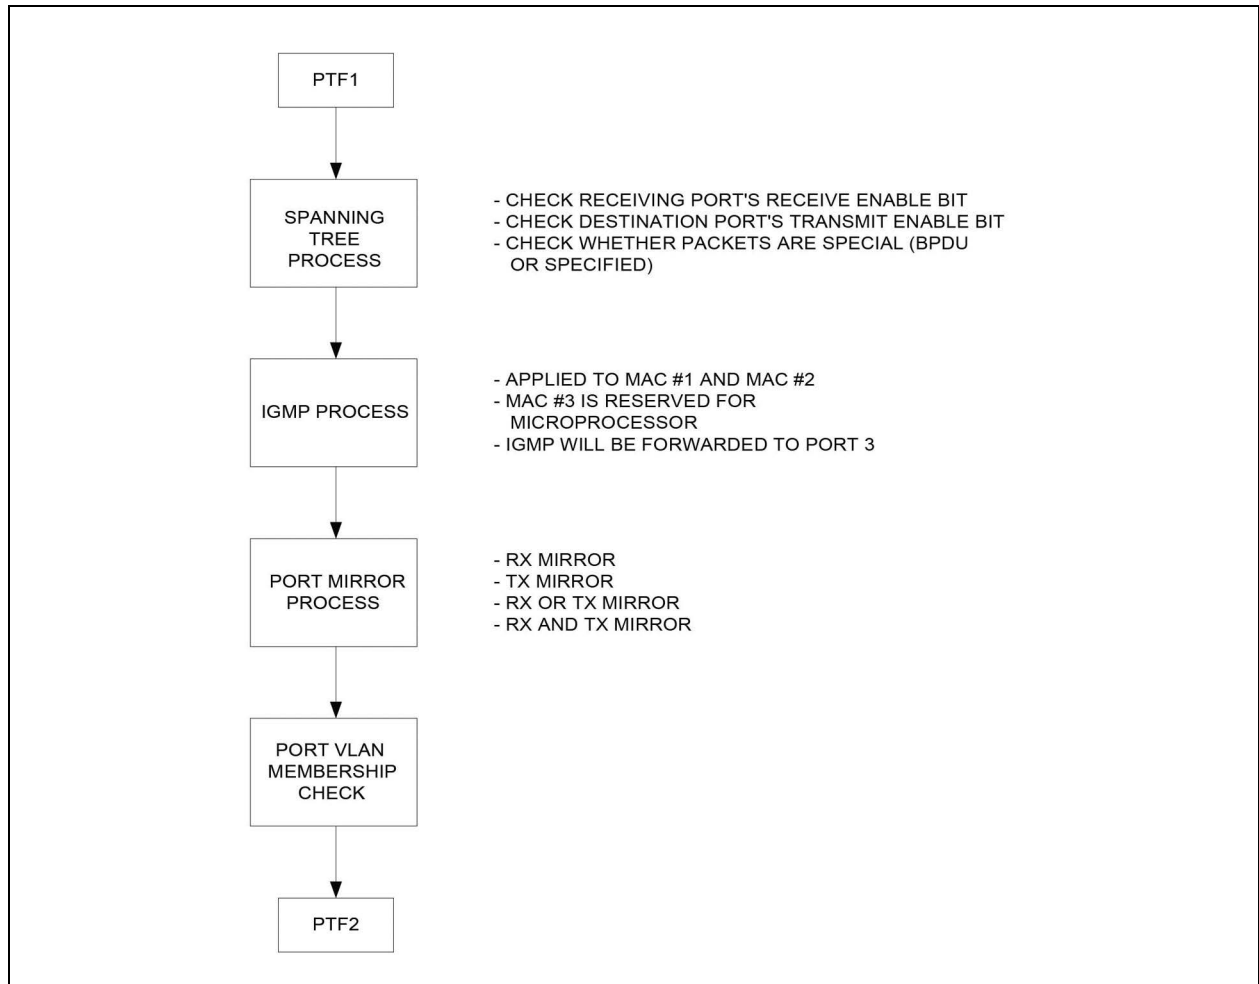 PTF1
SPANNING
TREE
PROCESS
- CHECK RECEIVING PORT'S RECEIVE ENABLE BIT
- CHECK DESTINATION PORT'S TRANSMIT ENABLE BIT
- CHECK WHETHER PACKETS ARE SPECIAL (BPDU
OR SPECIFIED)
IGMP PROCESS
- APPLIED TO MAC #1 AND MAC #2
- MAC #3 IS RESERVED FOR
MICROPROCESSOR
- IGMP WILL BE FORWARDED TO PORT 3
PORT MIRROR
PROCESS
- RX MIRROR
- TX MIRROR
- RX OR TX MIRROR
- RX AND TX MIRROR
PORT VLAN
MEMBERSHIP
CHECK
PTF2